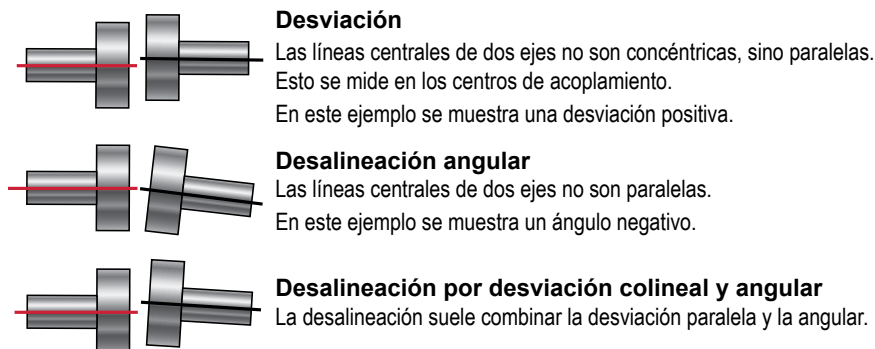 Desviación
Las líneas centrales de dos ejes no son concéntricas, sino paralelas.
Esto se mide en los centros de acoplamiento.
En este ejemplo se muestra una desviación positiva.
Desalineación angular
Las líneas centrales de dos ejes no son paralelas.
En este ejemplo se muestra un ángulo negativo.
Desalineación por desviación colineal y angular
La desalineación suele combinar la desviación paralela y la angular.